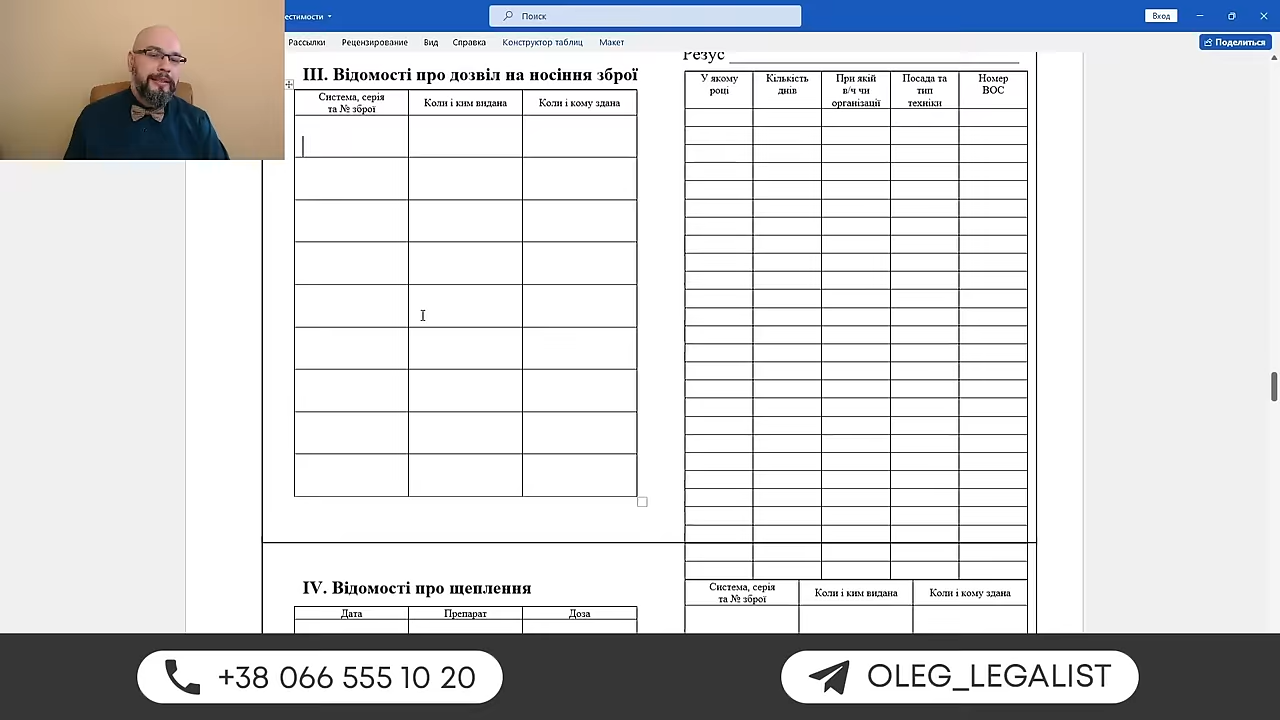 естимости
Поиск
Вход
Рассылки
Рецензирование
Вид
Справка
Конструктор таблиц
Макет
Поделиться
III. Відомості про дозвіл на носіння зброї
Система, серія
та № зброї
Коли і ким видана
Коли і кому здана
Резус
У якому
році
Кількість
днів
При якій
в/ч чи
організації
Посада та
тип
техніки
Номер
ВОС
IV. Відомості про щеплення
Дата
Препарат
Доза
Система, серія
та № зброї
Коли і ким видана
Коли і кому здана
+38 066 555 10 20
OLEG_LEGALIST